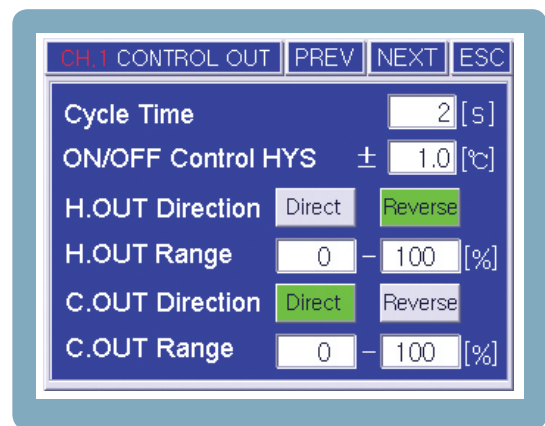 CH.1 CONTROL OUT PREV NEXT ESC
Cycle Time 2 [s]
ON/OFF Control HYS ± 1.0 [℃]
H.OUT Direction Direct Reverse
H.OUT Range 0 - 100 [%]
C.OUT Direction Direct Reverse
C.OUT Range 0 - 100 [%]